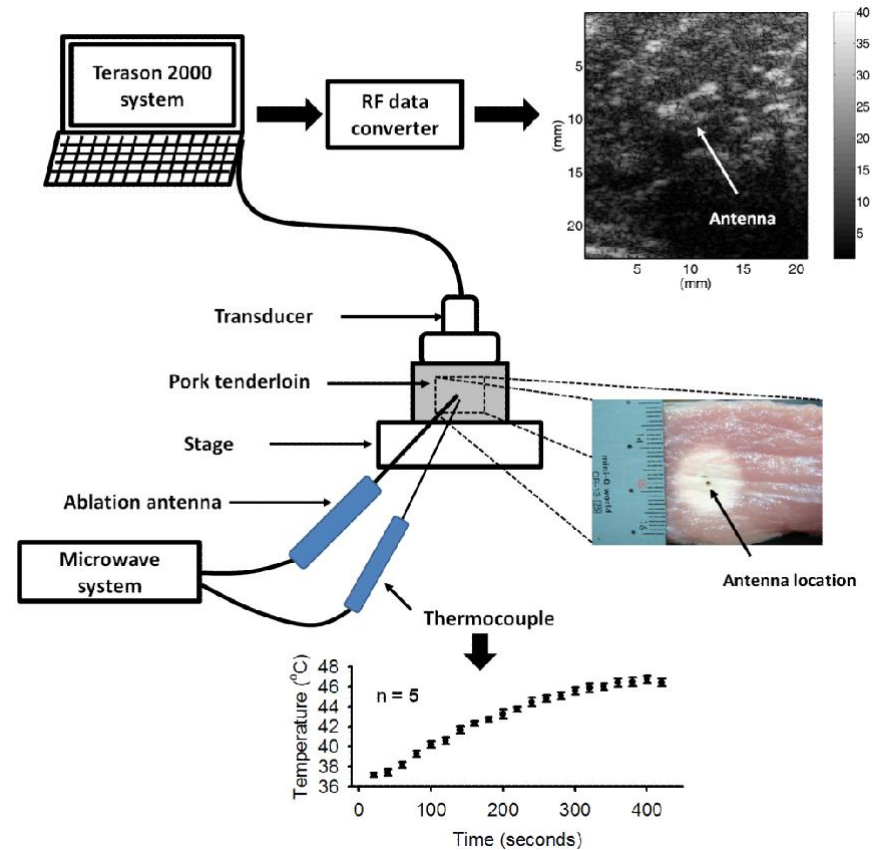 Terason 2000
system
RF data
converter
40
35
30
25
20
15
10
5
5
10
15
20
(mm)
5
10
15
20
(mm)
Antenna
Transducer
Pork tenderloin
Stage
Ablation antenna
Microwave
system
Thermocouple
mini-Q world
Antenna location
n = 5
Temperature (°C)
48
46
44
42
40
38
36
0
100
200
300
400
Time (seconds)